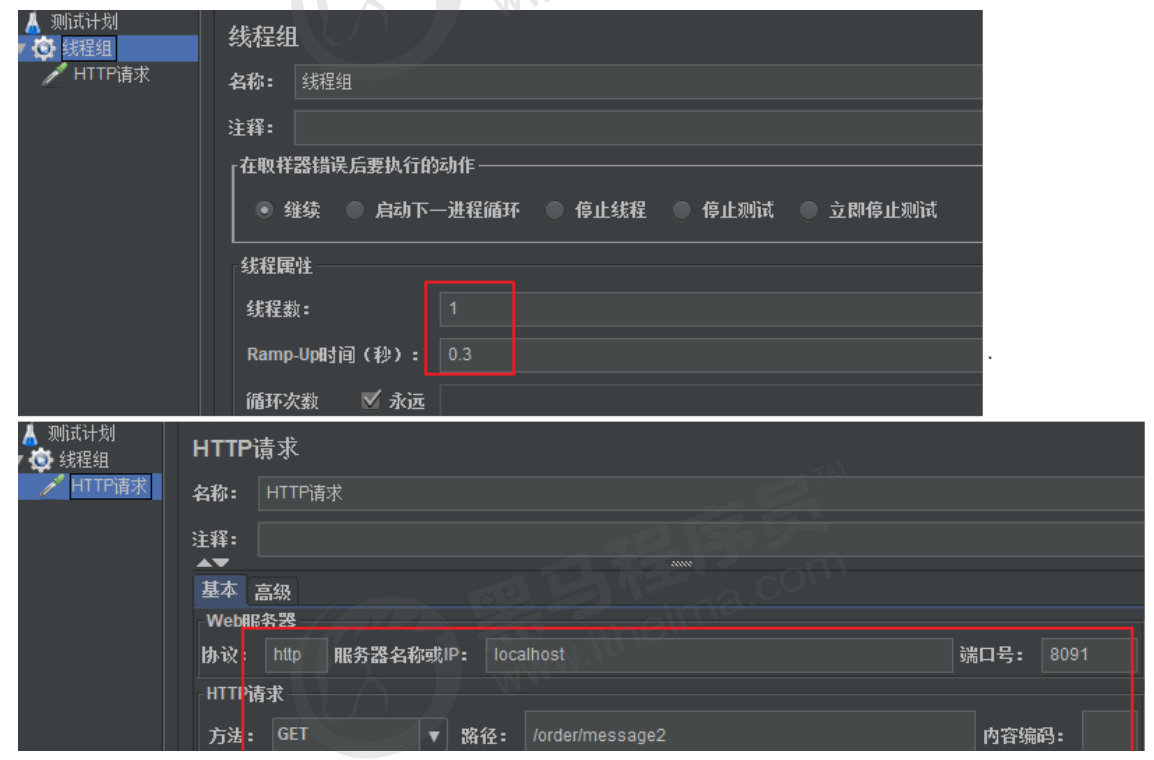 测试计划
线程组
HTTP请求
线程组
名称： 线程组
注释：
在取样器错误后要执行的动作
继续 启动下一进程循环 停止线程 停止测试 立即停止测试
线程属性
线程数： 1
Ramp-Up时间（秒）： 0.3
.
循环次数 永远
测试计划
线程组
HTTP请求
HTTP请求
名称： HTTP请求
注释：
基本 高级
Web服务器
协议： http 服务器名称或IP： localhost 端口号： 8091
HTTP请求
方法： GET 路径： /order/message2 内容编码：
黑马程序员™
www.itheima.com